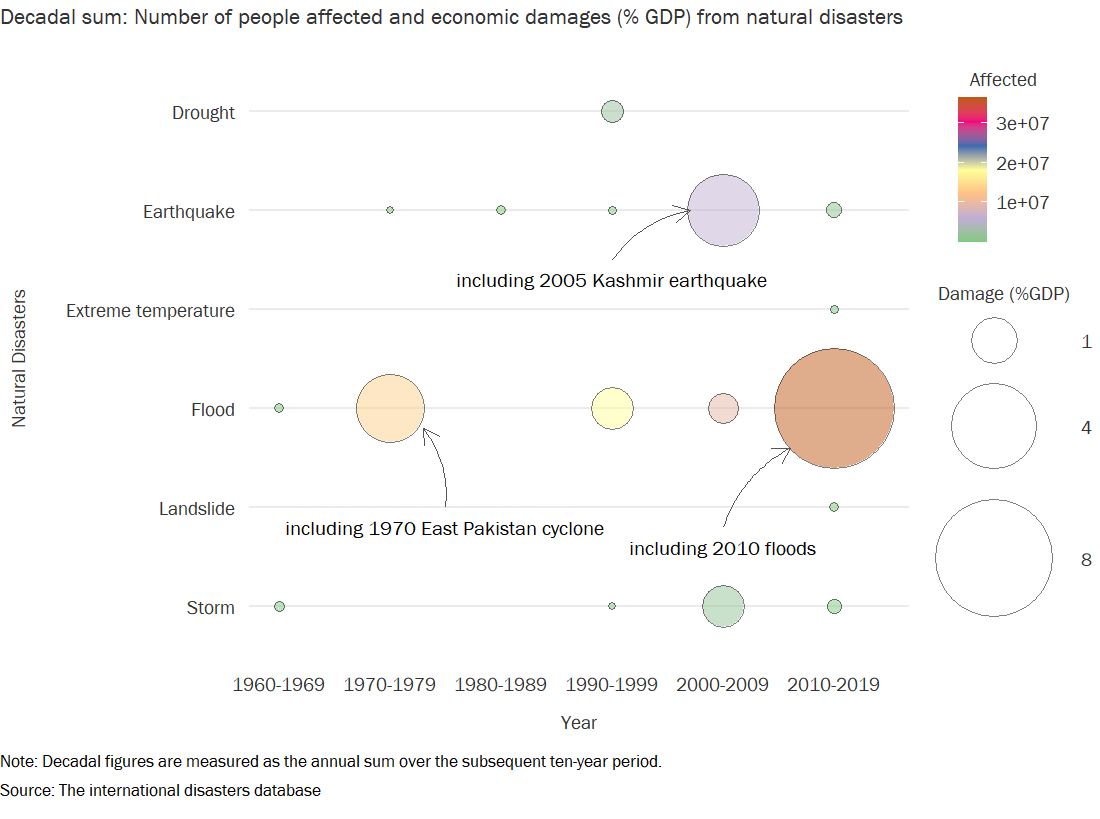 Decadal sum: Number of people affected and economic damages (% GDP) from natural disasters
Affected
3e+07
2e+07
1e+07
Damage (%GDP)
1
4
8
Natural Disasters
Drought
Earthquake
including 2005 Kashmir earthquake
Extreme temperature
Flood
Landslide
including 1970 East Pakistan cyclone
including 2010 floods
Storm
1960-1969 1970-1979 1980-1989 1990-1999 2000-2009 2010-2019
Year
Note: Decadal figures are measured as the annual sum over the subsequent ten-year period.
Source: The international disasters database